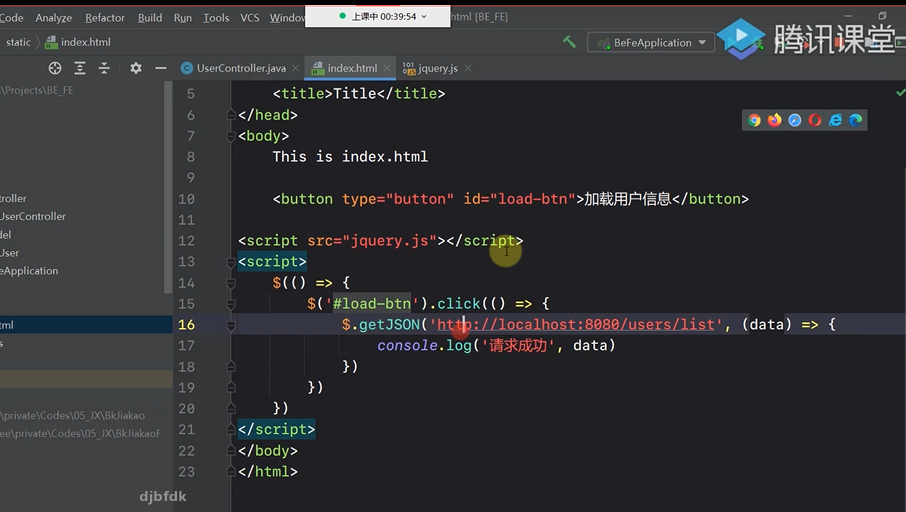 Code Analyze Refactor Build Run Tools VCS Window 上课中 00:39:54 html [BE_FE]
static index.html BeFeApplication 腾讯课堂
UserController.java index.html jquery.js
s\Projects\BE_FE
troller
UserController
del
User
eApplication
tml
s
\private\Codes\05_JX\BkJiakao
ee\private\Codes\05_JX\BkJiakaoF
5 <title>Title</title>
6 </head>
7 <body>
8 This is index.html
9
10 <button type="button" id="load-btn">加载用户信息</button>
11
12 <script src="jquery.js"></script>
13 <script>
14 $(() => {
15 $('#load-btn').click(() => {
16 $.getJSON('http://localhost:8080/users/list', (data) => {
17 console.log('请求成功', data)
18 })
19 })
20 })
21 </script>
22 </body>
23 </html>
djbfdk